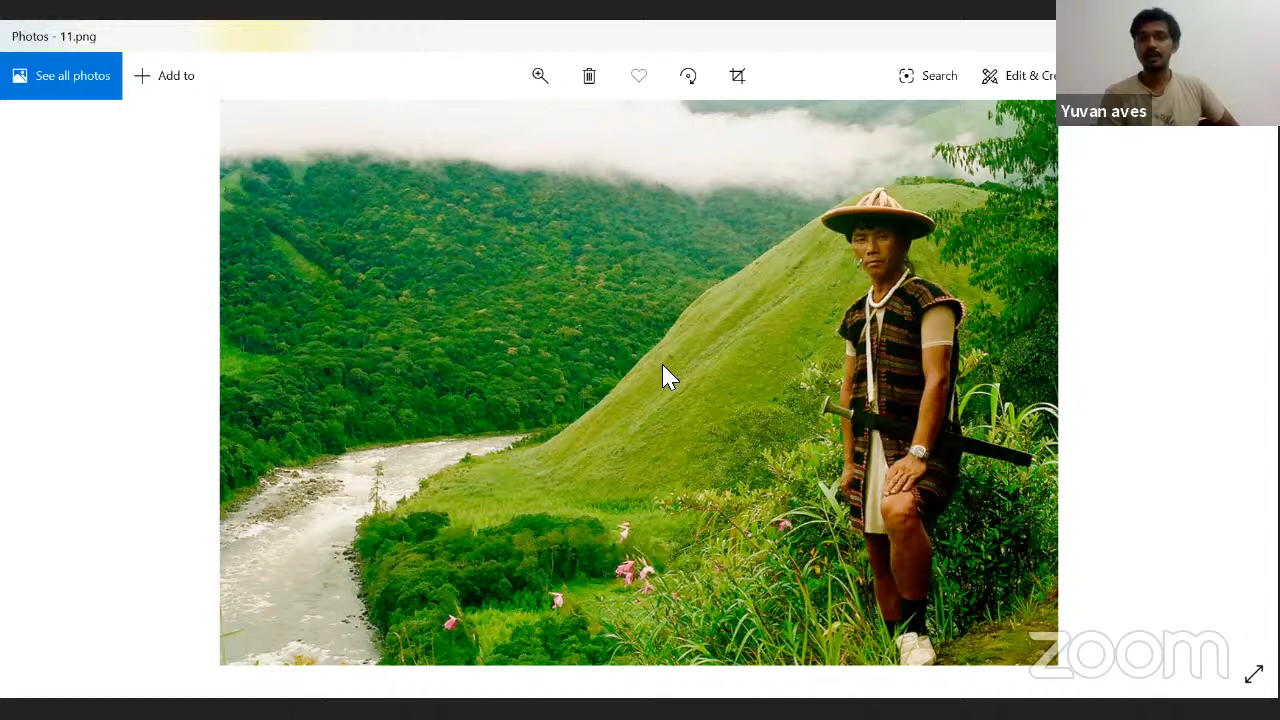 Photos - 11.png
See all photos
Add to
Search
Edit & Cre
Yuvan aves
zoom